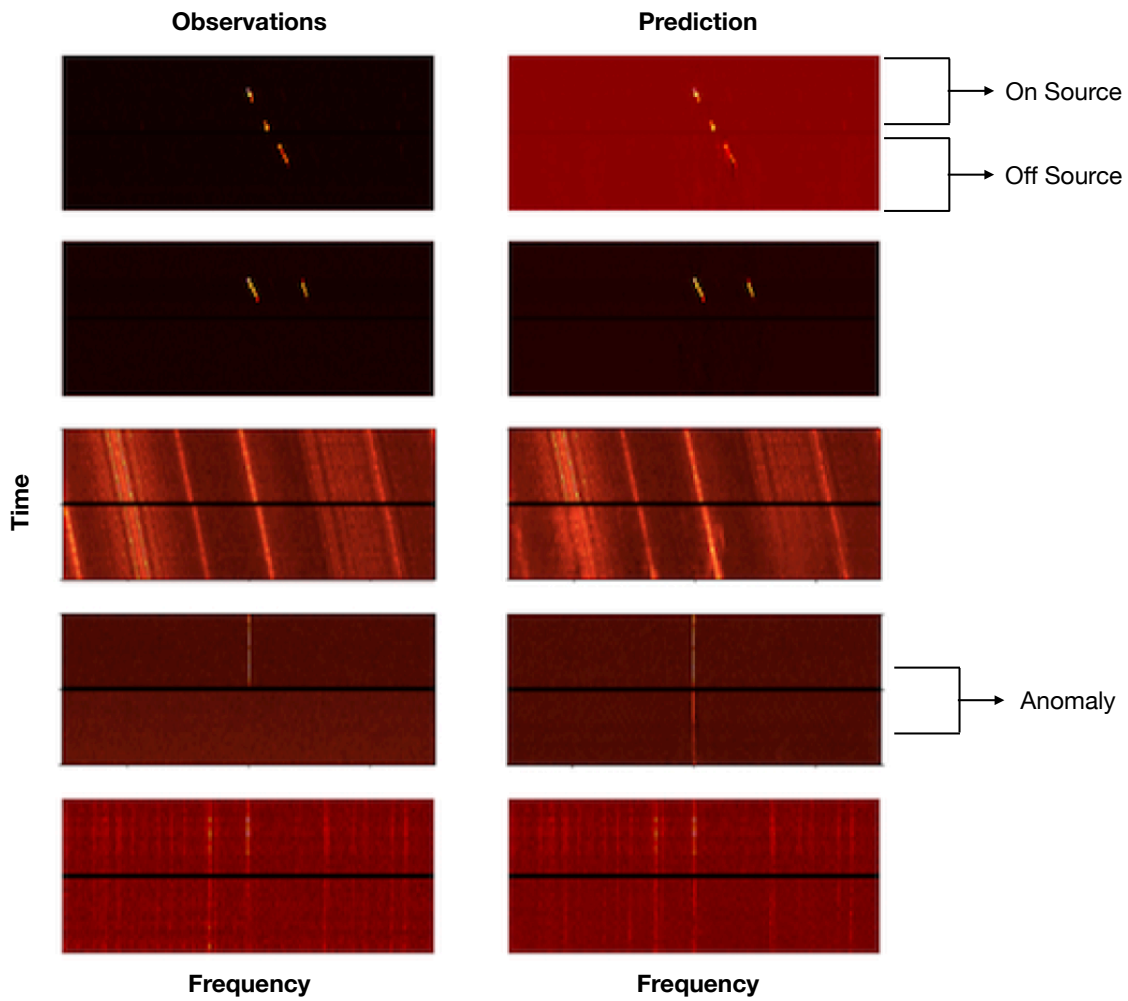 Observations
Prediction
On Source
Off Source
Time
Anomaly
Frequency
Frequency